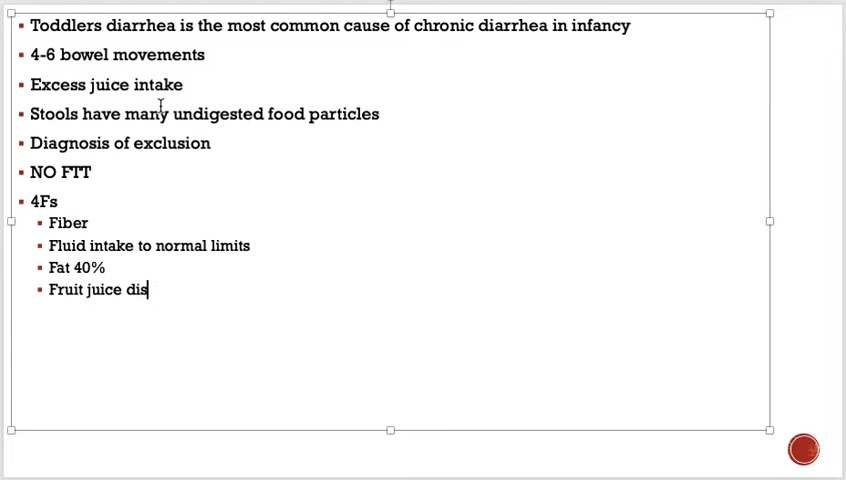 Toddlers diarrhea is the most common cause of chronic diarrhea in infancy
4-6 bowel movements
Excess juice intake
Stools have many undigested food particles
Diagnosis of exclusion
NO FTT
4Fs
Fiber
Fluid intake to normal limits
Fat 40%
Fruit juice dis